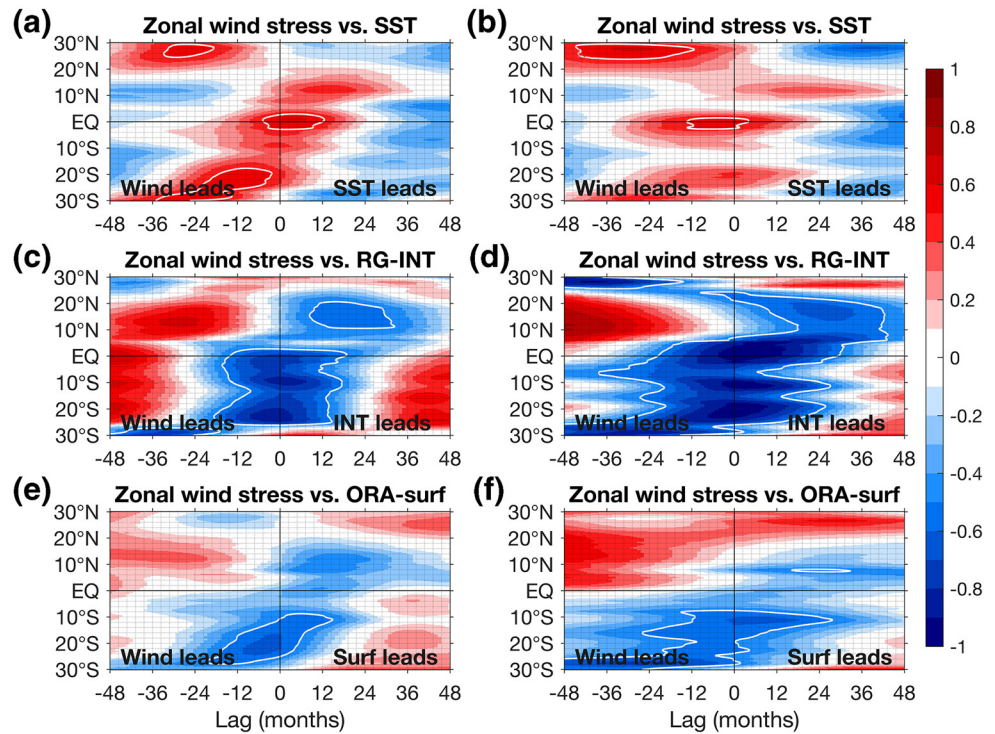 (a) Zonal wind stress vs. SST
30°N
20°N
10°N
EQ
10°S
20°S
30°S
Wind leads
SST leads
-48 -36 -24 -12 0 12 24 36 48
(b) Zonal wind stress vs. SST
30°N
20°N
10°N
EQ
10°S
20°S
30°S
Wind leads
SST leads
-48 -36 -24 -12 0 12 24 36 48
(c) Zonal wind stress vs. RG-INT
30°N
20°N
10°N
EQ
10°S
20°S
30°S
Wind leads
INT leads
-48 -36 -24 -12 0 12 24 36 48
(d) Zonal wind stress vs. RG-INT
30°N
20°N
10°N
EQ
10°S
20°S
30°S
Wind leads
INT leads
-48 -36 -24 -12 0 12 24 36 48
(e) Zonal wind stress vs. ORA-surf
30°N
20°N
10°N
EQ
10°S
20°S
30°S
Wind leads
Surf leads
-48 -36 -24 -12 0 12 24 36 48
Lag (months)
(f) Zonal wind stress vs. ORA-surf
30°N
20°N
10°N
EQ
10°S
20°S
30°S
Wind leads
Surf leads
-48 -36 -24 -12 0 12 24 36 48
Lag (months)
1
0.8
0.6
0.4
0.2
0
-0.2
-0.4
-0.6
-0.8
-1